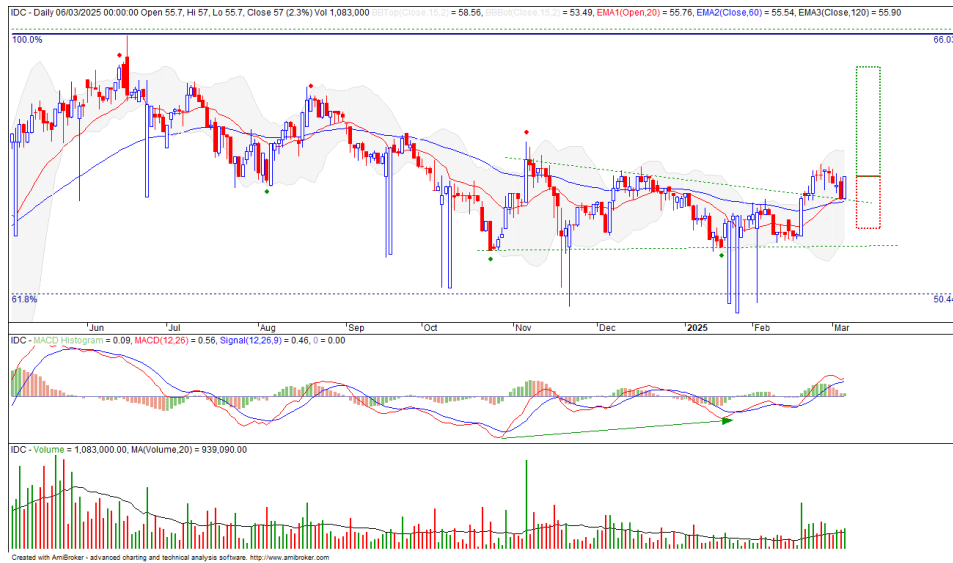 IDC - Daily 06/03/2025 00:00:00 Open 55.7, Hi 57, Lo 55.7, Close 57 (2.3%) Vol 1,083,000 BBTop(Close,15,2) = 58.56, BBBot(Close,15,2) = 53.49, EMA1(Open,20) = 55.76, EMA2(Close,60) = 55.54, EMA3(Close,120) = 55.90
100.0% 66.03
61.8% 50.44
Jun Jul Aug Sep Oct Nov Dec 2025 Feb Mar
IDC - MACD Histogram = 0.09, MACD(12,26) = 0.56, Signal(12,26,9) = 0.46, 0 = 0.00
IDC - Volume = 1,083,000.00, MA(Volume,20) = 939,090.00
Created with AmiBroker - advanced charting and technical analysis software. http://www.amibroker.com